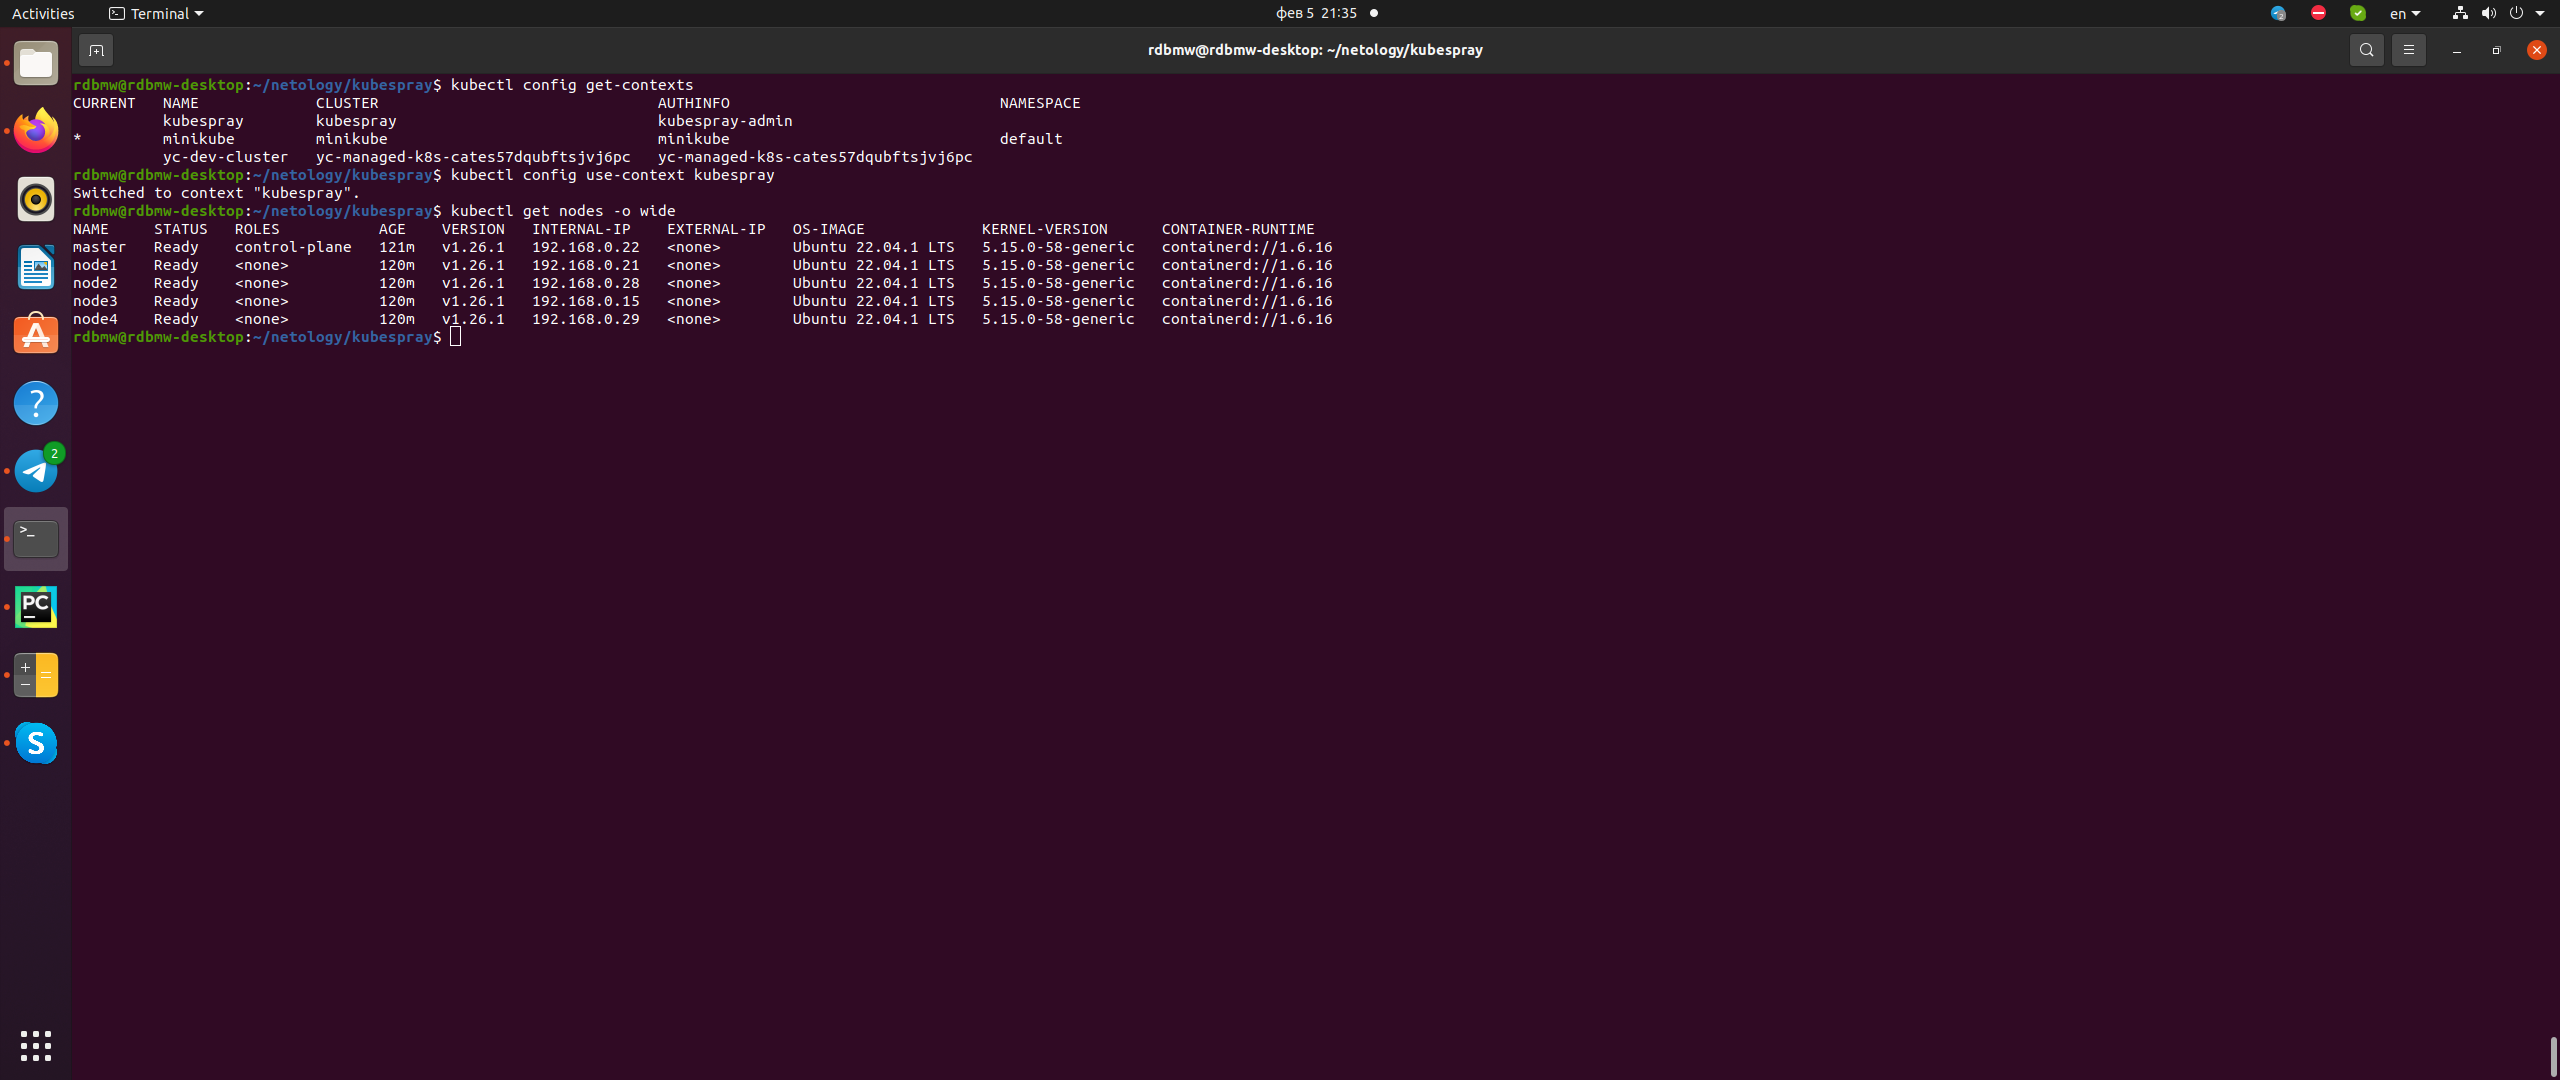 Activities Terminal фев 5 21:35 en
rdbmw@rdbmw-desktop: ~/netology/kubespray
rdbmw@rdbmw-desktop:~/netology/kubespray$ kubectl config get-contexts
CURRENT NAME CLUSTER AUTHINFO NAMESPACE
kubespray kubespray kubespray-admin
* minikube minikube minikube default
yc-dev-cluster yc-managed-k8s-cates57dqubftsjvj6pc yc-managed-k8s-cates57dqubftsjvj6pc
rdbmw@rdbmw-desktop:~/netology/kubespray$ kubectl config use-context kubespray
Switched to context "kubespray".
rdbmw@rdbmw-desktop:~/netology/kubespray$ kubectl get nodes -o wide
NAME STATUS ROLES AGE VERSION INTERNAL-IP EXTERNAL-IP OS-IMAGE KERNEL-VERSION CONTAINER-RUNTIME
master Ready control-plane 121m v1.26.1 192.168.0.22 <none> Ubuntu 22.04.1 LTS 5.15.0-58-generic containerd://1.6.16
node1 Ready <none> 120m v1.26.1 192.168.0.21 <none> Ubuntu 22.04.1 LTS 5.15.0-58-generic containerd://1.6.16
node2 Ready <none> 120m v1.26.1 192.168.0.28 <none> Ubuntu 22.04.1 LTS 5.15.0-58-generic containerd://1.6.16
node3 Ready <none> 120m v1.26.1 192.168.0.15 <none> Ubuntu 22.04.1 LTS 5.15.0-58-generic containerd://1.6.16
node4 Ready <none> 120m v1.26.1 192.168.0.29 <none> Ubuntu 22.04.1 LTS 5.15.0-58-generic containerd://1.6.16
rdbmw@rdbmw-desktop:~/netology/kubespray$
2
>_
PC
S